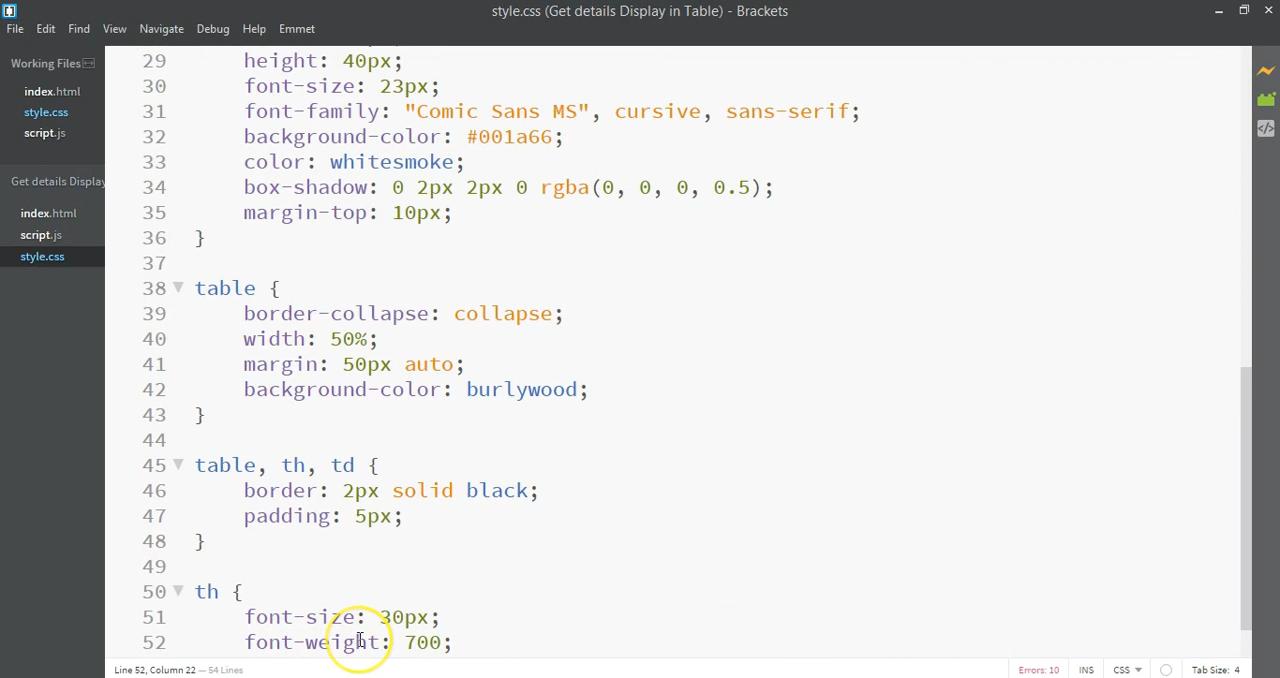 style.css (Get details Display in Table) - Brackets
File Edit Find View Navigate Debug Help Emmet
Working Files
index.html
style.css
script.js
Get details Display
index.html
script.js
style.css
29 height: 40px;
30 font-size: 23px;
31 font-family: "Comic Sans MS", cursive, sans-serif;
32 background-color: #001a66;
33 color: whitesmoke;
34 box-shadow: 0 2px 2px 0 rgba(0, 0, 0, 0.5);
35 margin-top: 10px;
36 }
37
38 table {
39 border-collapse: collapse;
40 width: 50%;
41 margin: 50px auto;
42 background-color: burlywood;
43 }
44
45 table, th, td {
46 border: 2px solid black;
47 padding: 5px;
48 }
49
50 th {
51 font-size: 30px;
52 font-weight: 700;
Line 52, Column 22 — 54 Lines
Errors: 10 INS CSS Tab Size: 4